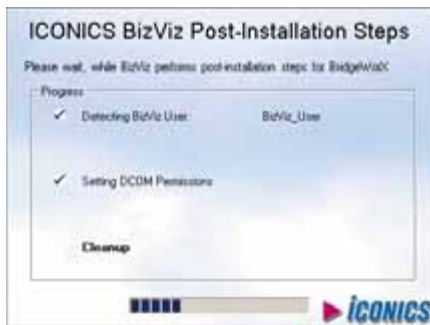 ICONICS BizViz Post-Installation Steps
Please wait, while BizViz performs post-installation steps for BridgeWorX
Progress
✓ Detecting BizViz User BizViz_User
✓ Setting DCOM Permissions
Cleanup
ICONICS